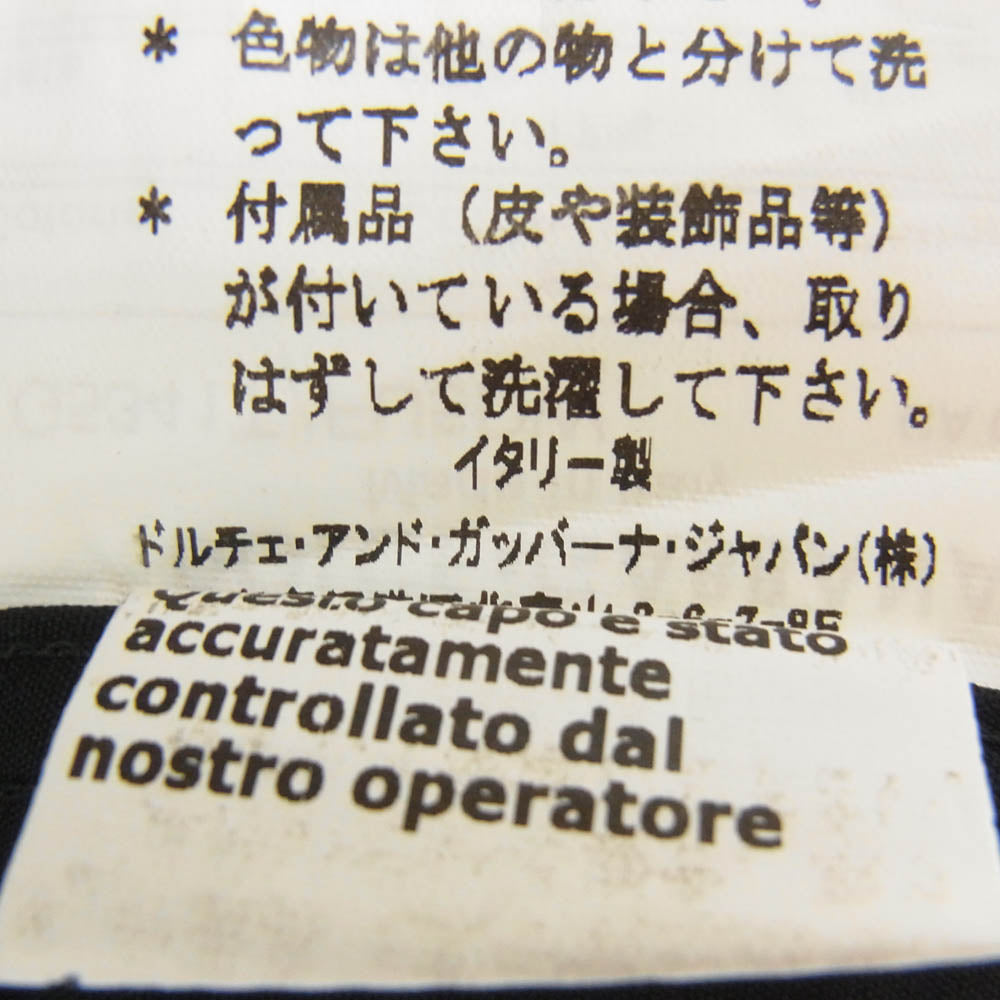 * 色物は他の物と分けて洗
って下さい。
* 付属品（皮や装飾品等）
が付いている場合、取り
はずして洗濯して下さい。
イタリー製
ドルチェ・アンド・ガッバーナ・ジャパン(株)
Questo capo e stato
accuratamente
controllato dal
nostro operatore